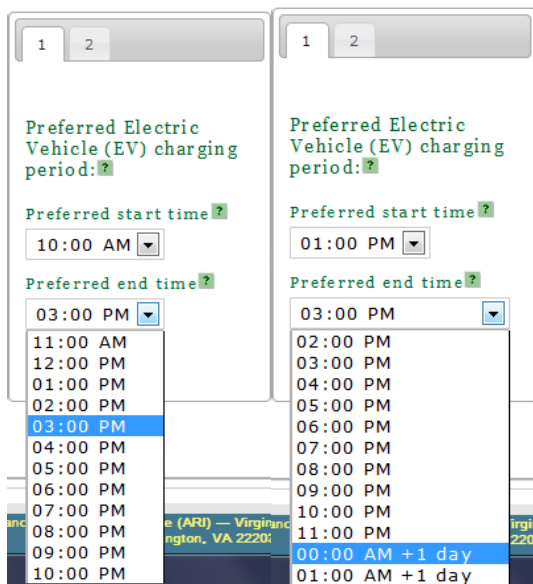 1 2
Preferred Electric
Vehicle (EV) charging
period:?
Preferred start time?
10:00 AM
Preferred end time?
03:00 PM
11:00 AM
12:00 PM
01:00 PM
02:00 PM
03:00 PM
04:00 PM
05:00 PM
06:00 PM
07:00 PM
08:00 PM
09:00 PM
10:00 PM
(ARI) — Virgin
VA 2220
1 2
Preferred Electric
Vehicle (EV) charging
period:?
Preferred start time?
01:00 PM
Preferred end time?
03:00 PM
02:00 PM
03:00 PM
04:00 PM
05:00 PM
06:00 PM
07:00 PM
08:00 PM
09:00 PM
10:00 PM
11:00 PM
00:00 AM +1 day
01:00 AM +1 day